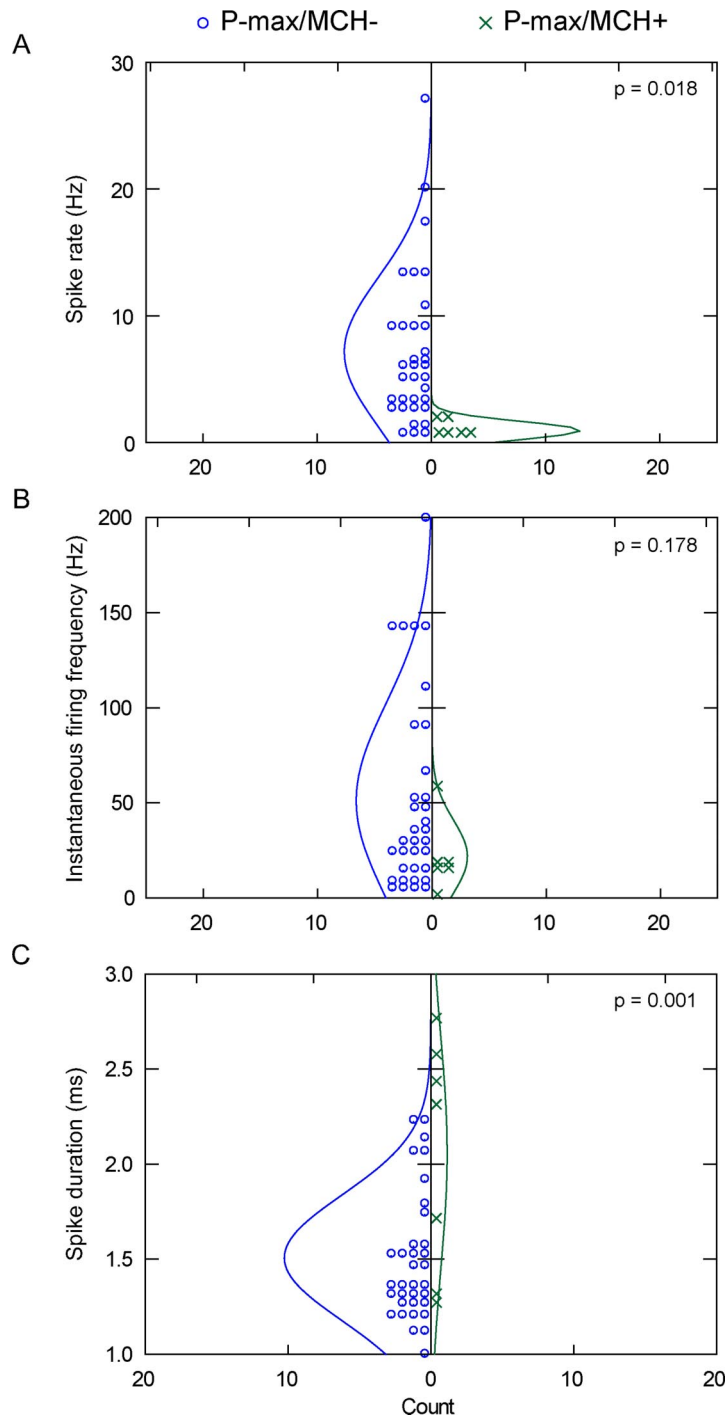 P-max/MCH- P-max/MCH+
A
30
p = 0.018
20
Spike rate (Hz)
10
0
20 10 0 10 20
B
200
p = 0.178
150
Instantaneous firing frequency (Hz)
100
50
0
20 10 0 10 20
C
3.0
p = 0.001
2.5
Spike duration (ms)
2.0
1.5
1.0
20 10 0 10 20
Count